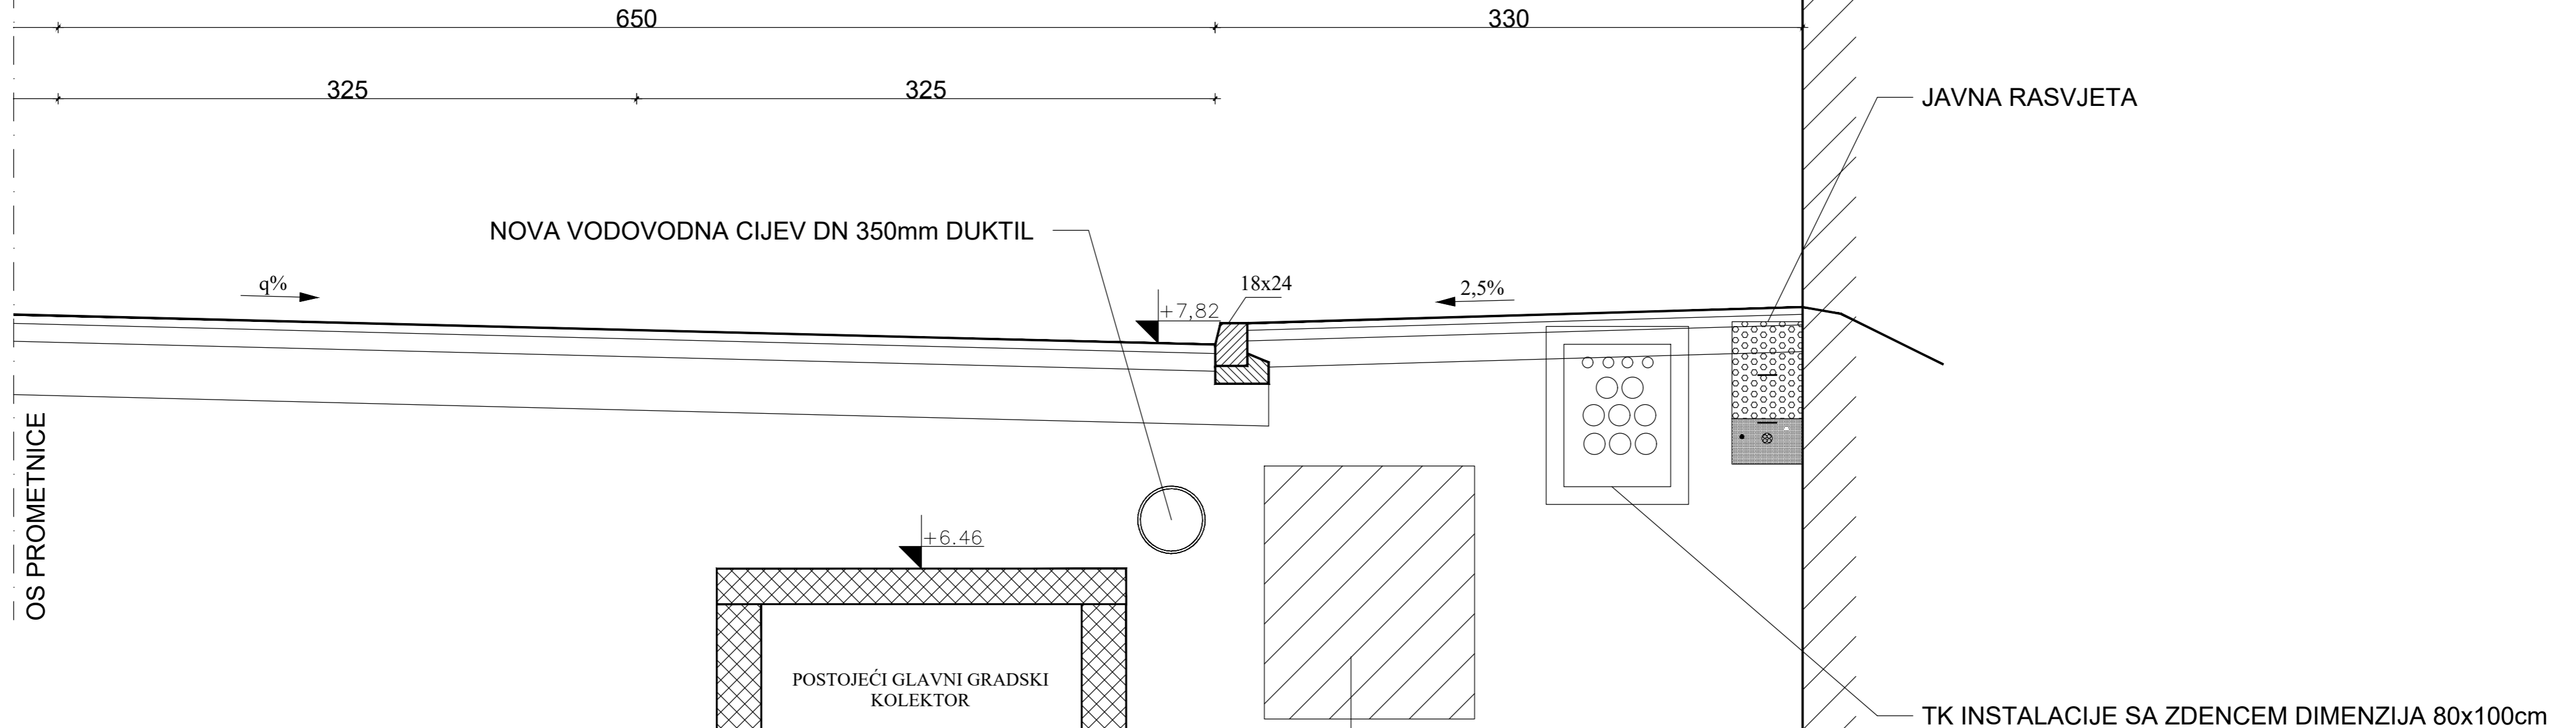 650
330
325
325
JAVNA RASVJETA
NOVA VODOVODNA CIJEV DN 350mm DUKTIL
q%
18x24
2,5%
+7,82
OS PROMETNICE
+6.46
POSTOJEĆI GLAVNI GRADSKI
KOLEKTOR
TK INSTALACIJE SA ZDENCEM DIMENZIJA 80x100cm